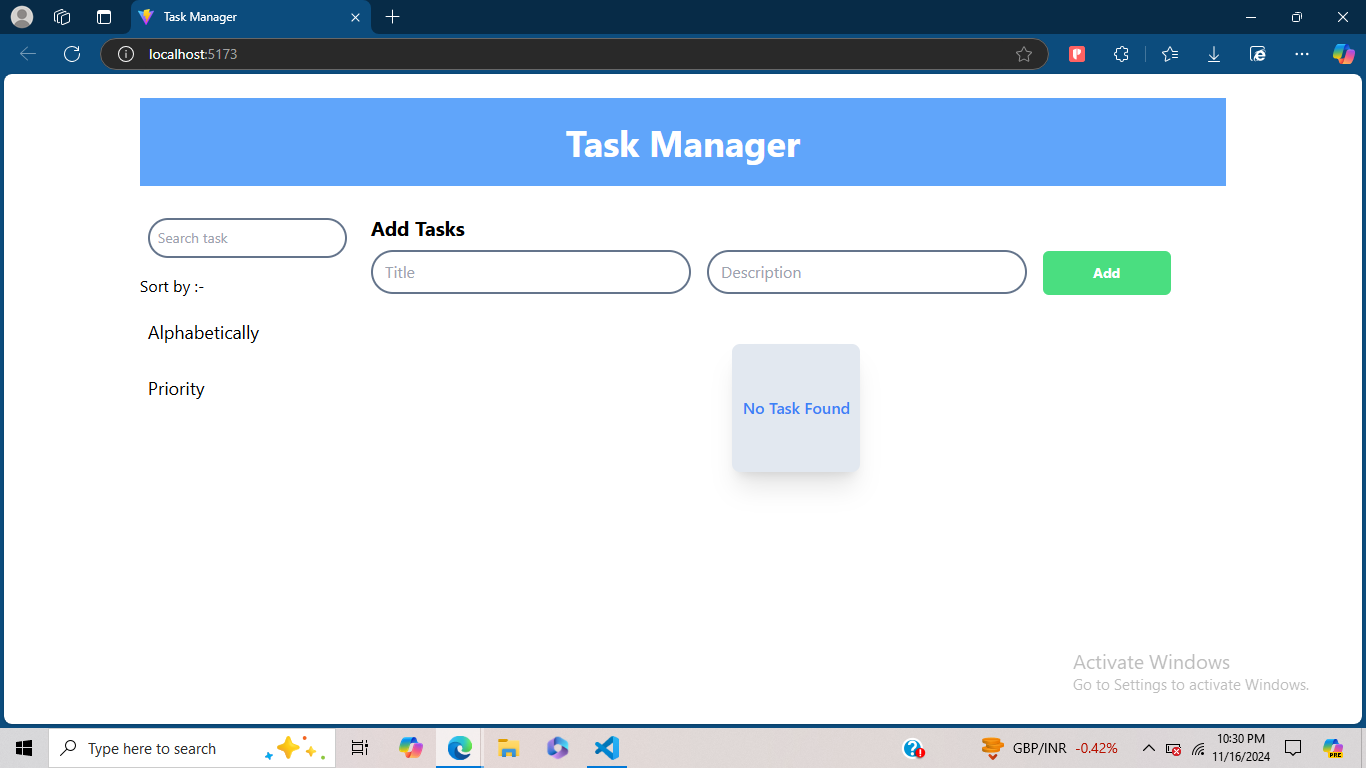 Task Manager
localhost:5173
Task Manager
Search task
Add Tasks
Title
Description
Add
Sort by :-
Alphabetically
Priority
No Task Found
Activate Windows
Go to Settings to activate Windows.
Type here to search
GBP/INR -0.42%
10:30 PM
11/16/2024
PRE